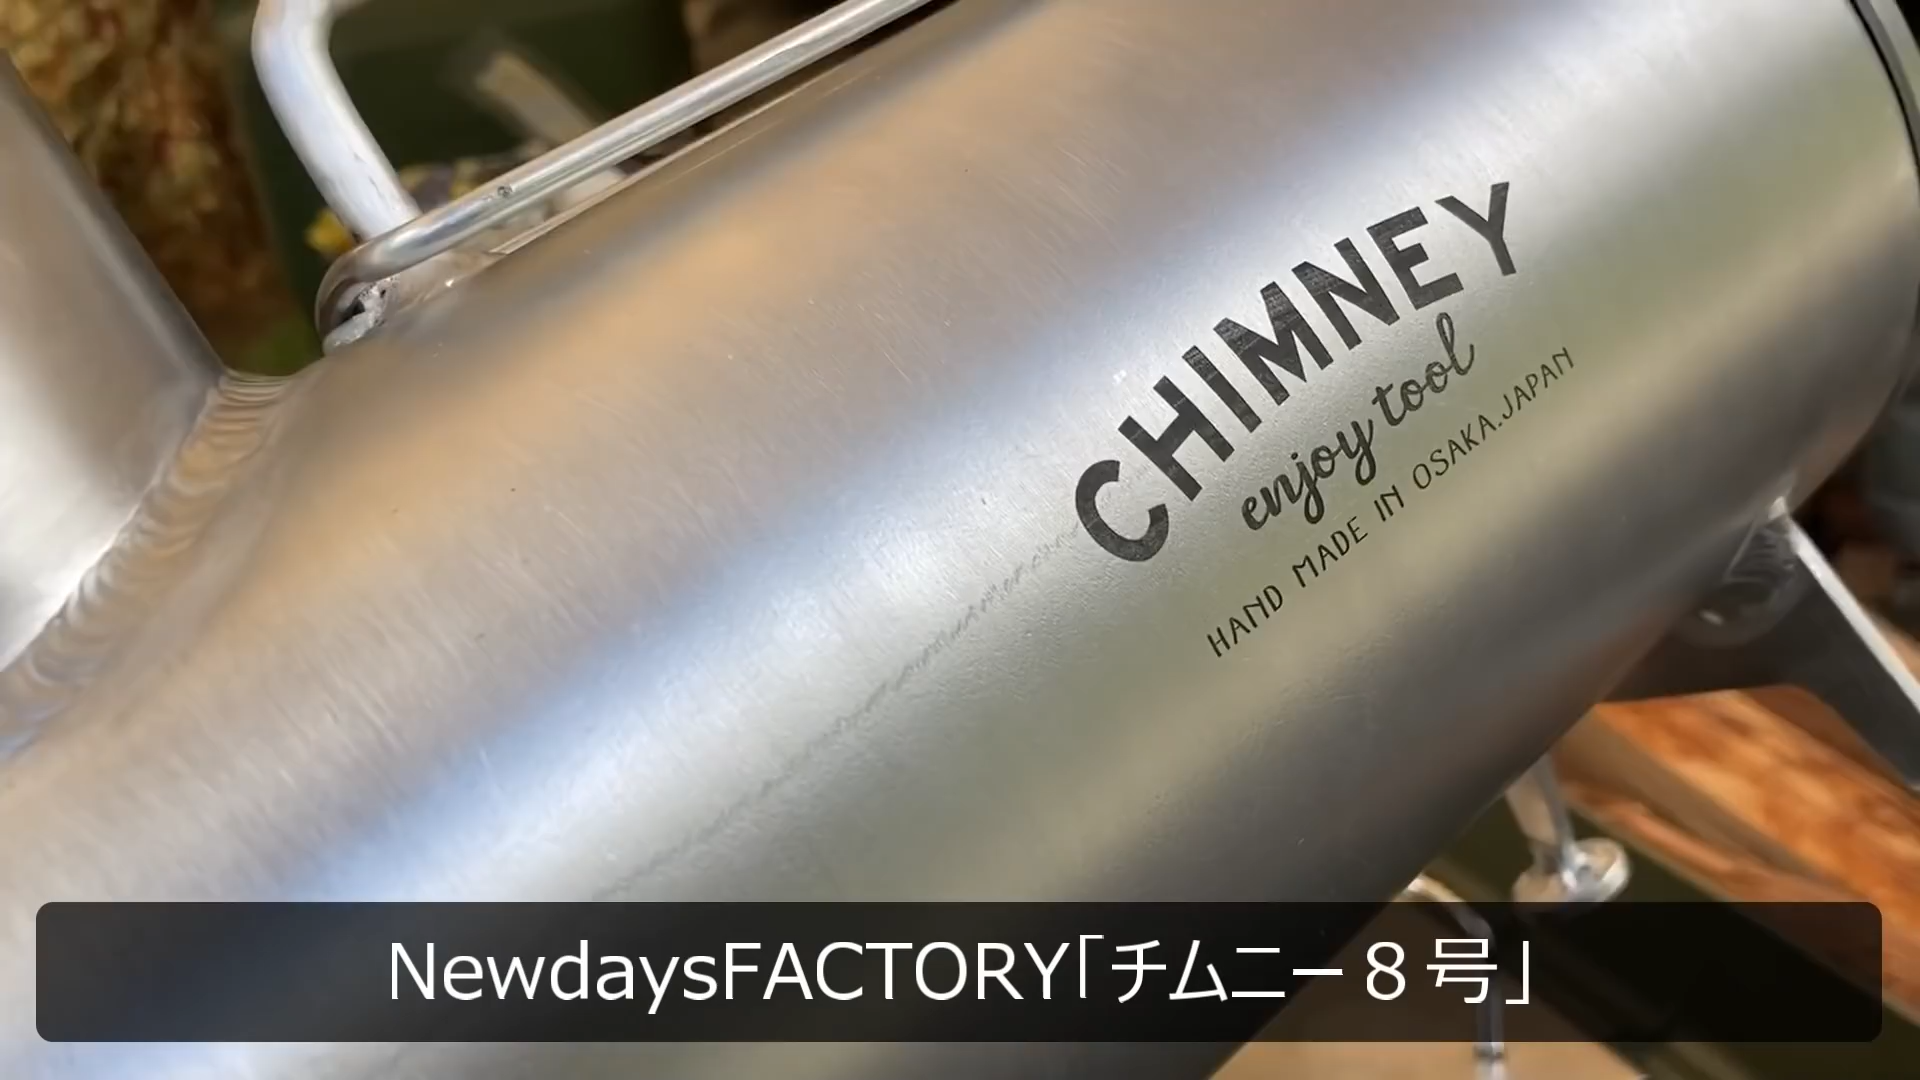 CHIMNEY
enjoy tool
HAND MADE IN OSAKA.JAPAN
NewdaysFACTORY「チムニー８号」